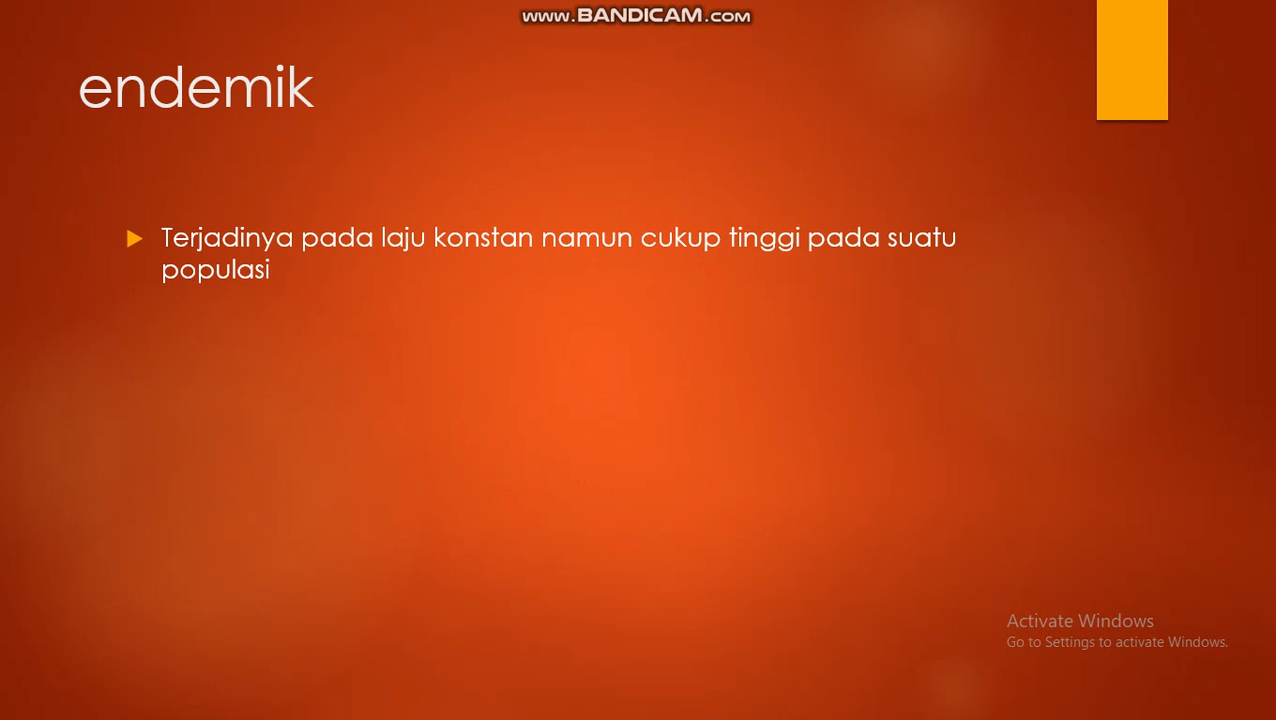 www.BANDICAM.com
endemik
Terjadinya pada laju konstan namun cukup tinggi pada suatu
populasi
Activate Windows
Go to Settings to activate Windows.